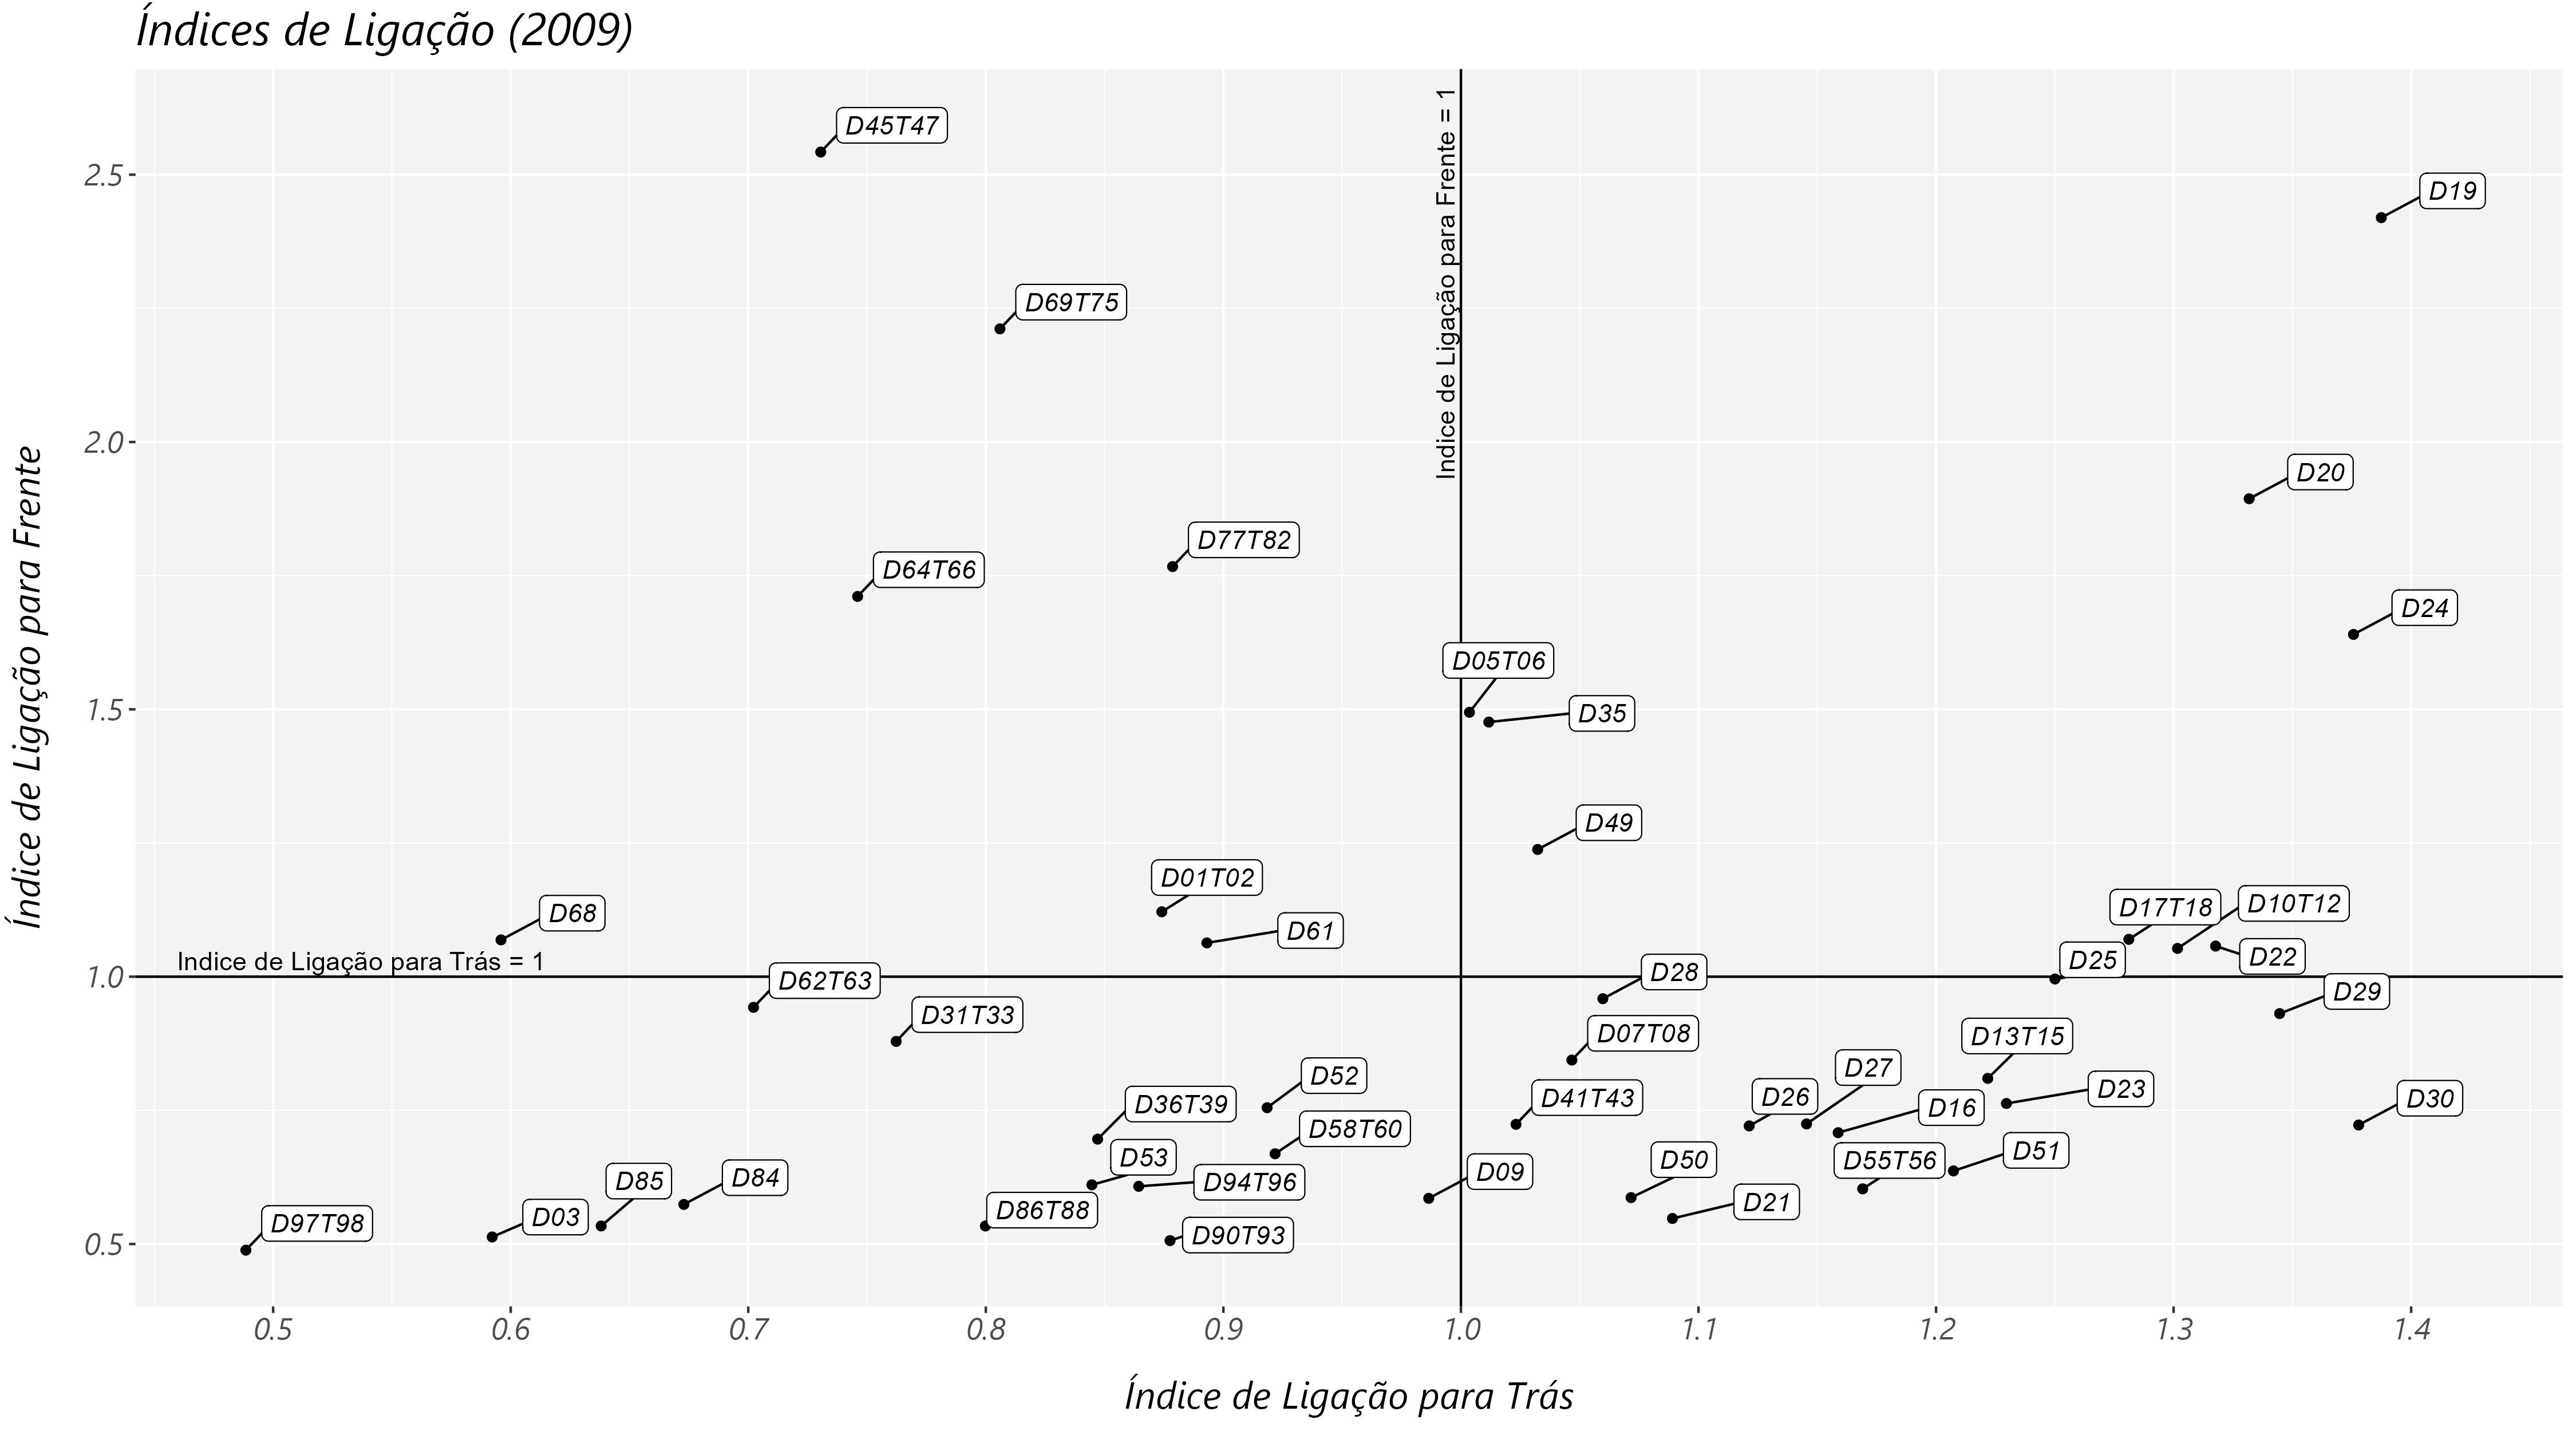 Índices de Ligação (2009)
Índice de Ligação para Frente
2.5
2.0
1.5
1.0
0.5
Indice de Ligação para Frente = 1
Indice de Ligação para Trás = 1
D45T47
D19
D69T75
D20
D77T82
D64T66
D24
D05T06
D35
D49
D01T02
D17T18
D10T12
D68
D61
D22
D25
D28
D62T63
D29
D31T33
D07T08
D13T15
D27
D52
D23
D26
D41T43
D30
D36T39
D16
D58T60
D51
D53
D50
D55T56
D09
D85
D84
D94T96
D21
D86T88
D03
D97T98
D90T93
0.5
0.6
0.7
0.8
0.9
1.0
1.1
1.2
1.3
1.4
Índice de Ligação para Trás